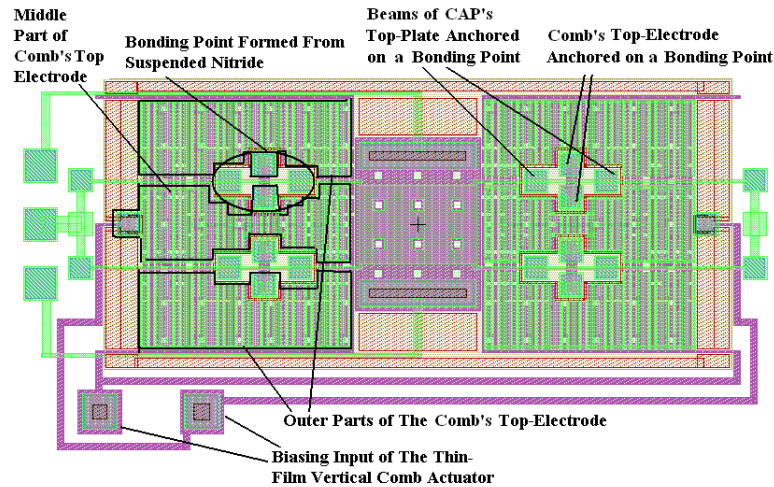 Middle
Part of
Comb's Top
Electrode
Bonding Point Formed From
Suspended Nitride
Beams of CAP's
Top-Plate Anchored
on a Bonding Point
Comb's Top-Electrode
Anchored on a Bonding Point
Outer Parts of The Comb's Top-Electrode
Biasing Input of The Thin-
Film Vertical Comb Actuator